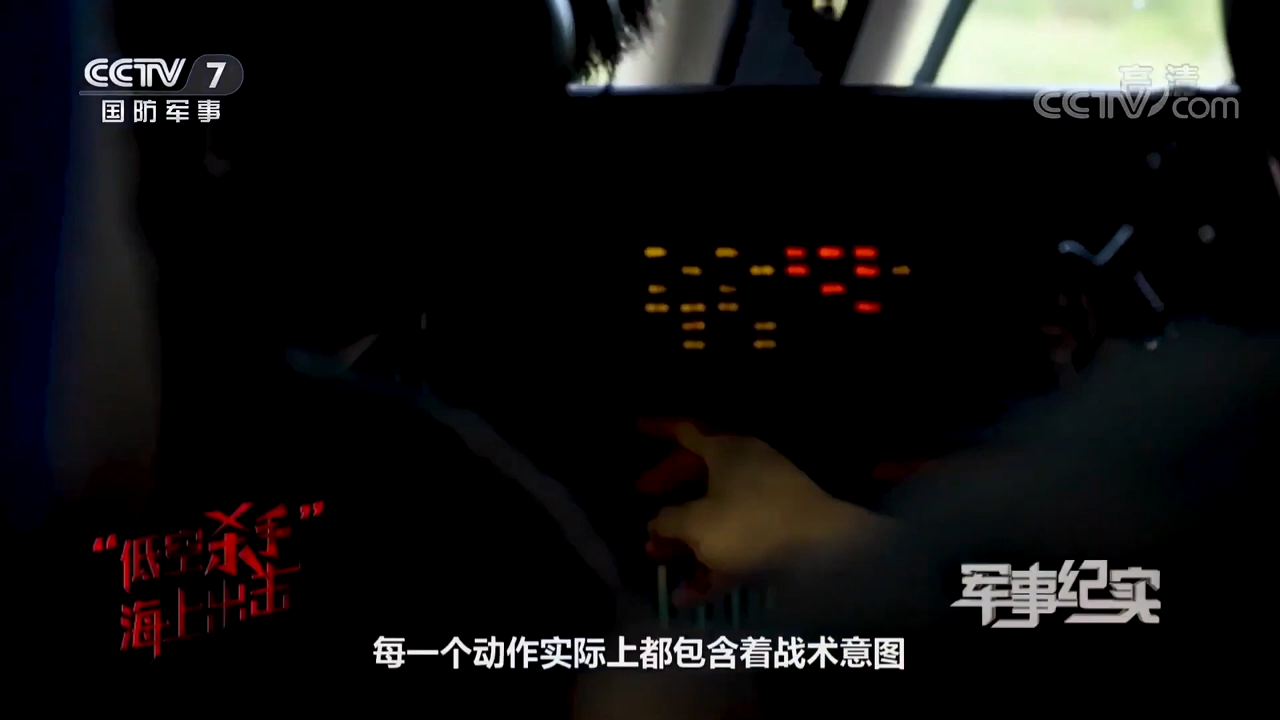 CCTV 7
国防军事
高清
CCTV.com
“低空杀手”
海上出击
军事纪实
每一个动作实际上都包含着战术意图